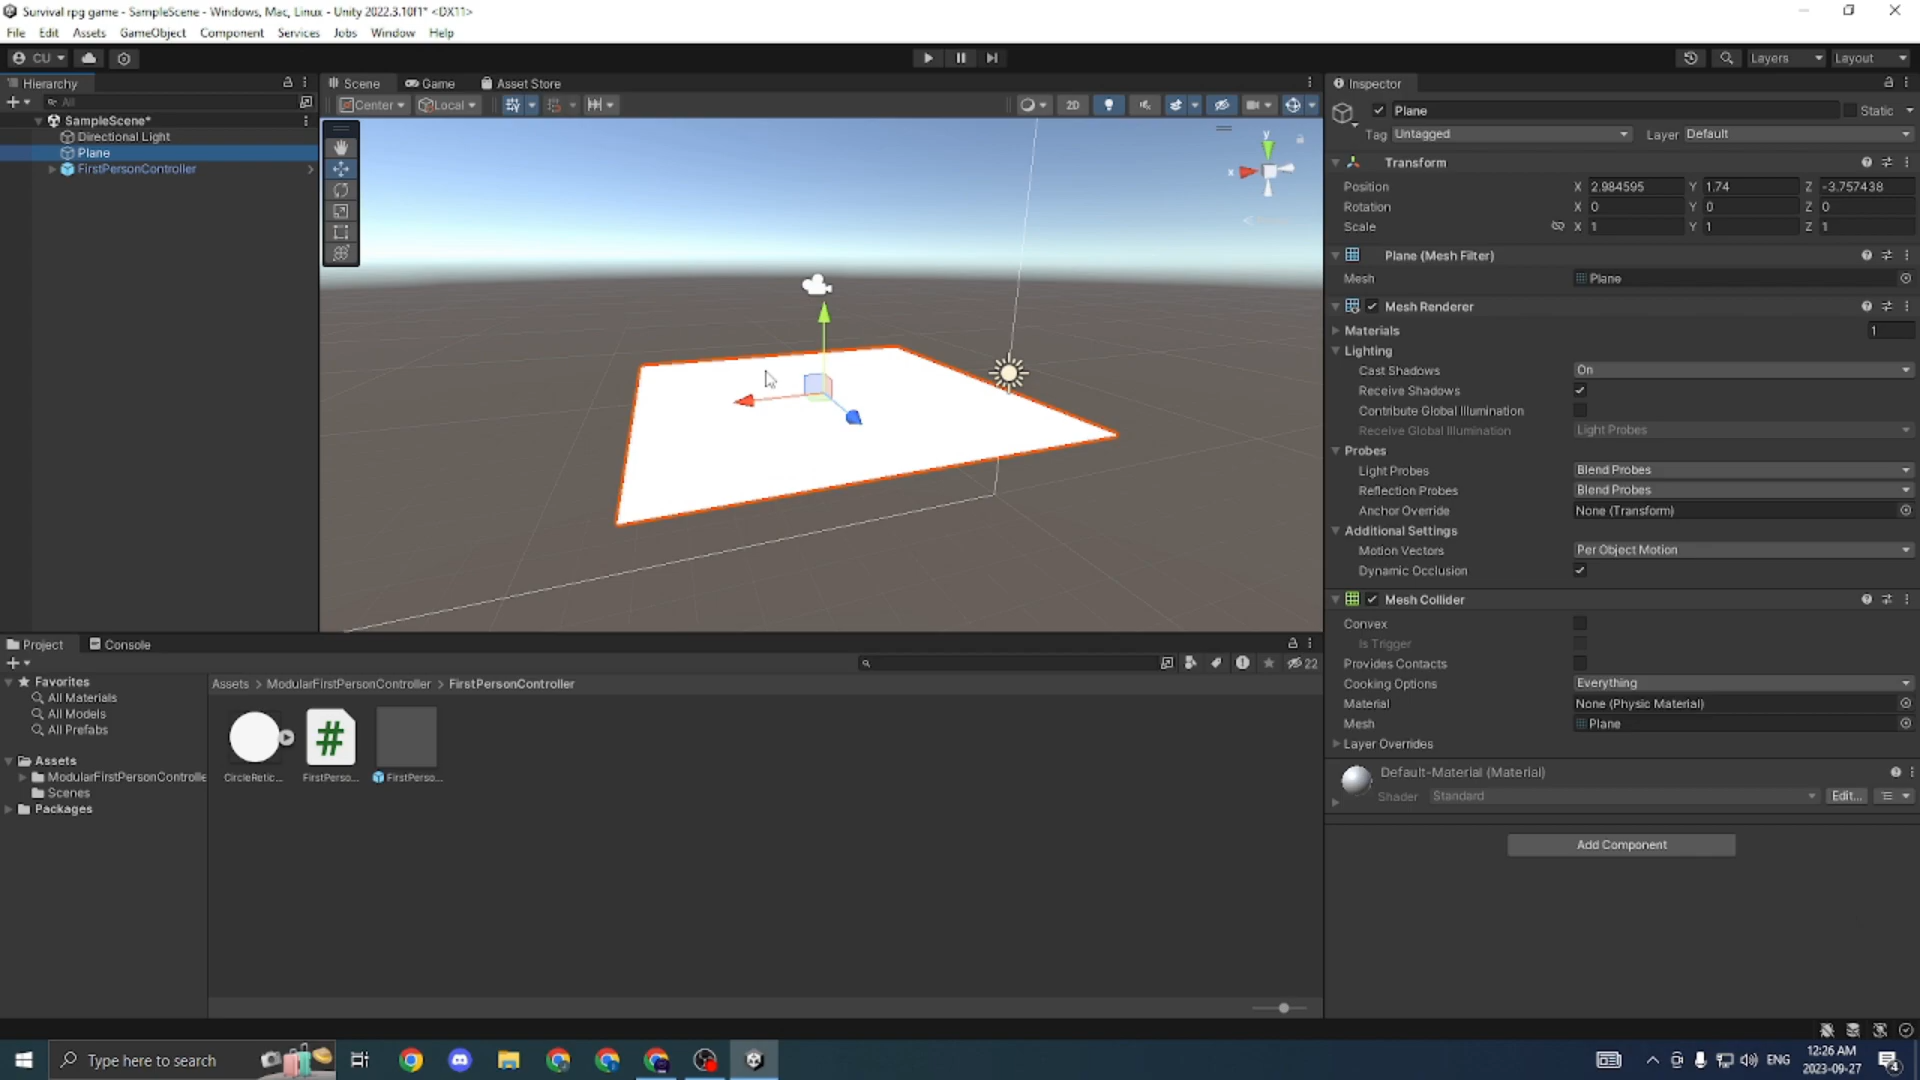 Survival rpg game - SampleScene - Windows, Mac, Linux - Unity 2022.3.10f1* <DX11>
File Edit Assets GameObject Component Services Jobs Window Help
CU Layers Layout
Hierarchy Scene Game Asset Store Inspector
All Center Local 2D
SampleScene*
Directional Light
Plane
FirstPersonController
y
x
Plane Static
Tag Untagged Layer Default
Transform
Position X 2.984595 Y 1.74 Z -3.757438
Rotation X 0 Y 0 Z 0
Scale X 1 Y 1 Z 1
Plane (Mesh Filter)
Mesh Plane
Mesh Renderer
Materials 1
Lighting
Cast Shadows On
Receive Shadows
Contribute Global Illumination
Receive Global Illumination Light Probes
Probes
Light Probes Blend Probes
Reflection Probes Blend Probes
Anchor Override None (Transform)
Additional Settings
Motion Vectors Per Object Motion
Dynamic Occlusion
Mesh Collider
Convex
Is Trigger
Provides Contacts
Cooking Options Everything
Material None (Physic Material)
Mesh Plane
Layer Overrides
Default-Material (Material)
Shader Standard Edit...
Add Component
Project Console
22
Favorites
All Materials
All Models
All Prefabs
Assets
ModularFirstPersonControlle
Scenes
Packages
Assets > ModularFirstPersonController > FirstPersonController
#
CircleRetic... FirstPerso... FirstPerso...
Type here to search
ENG
12:26 AM
2023-09-27
4